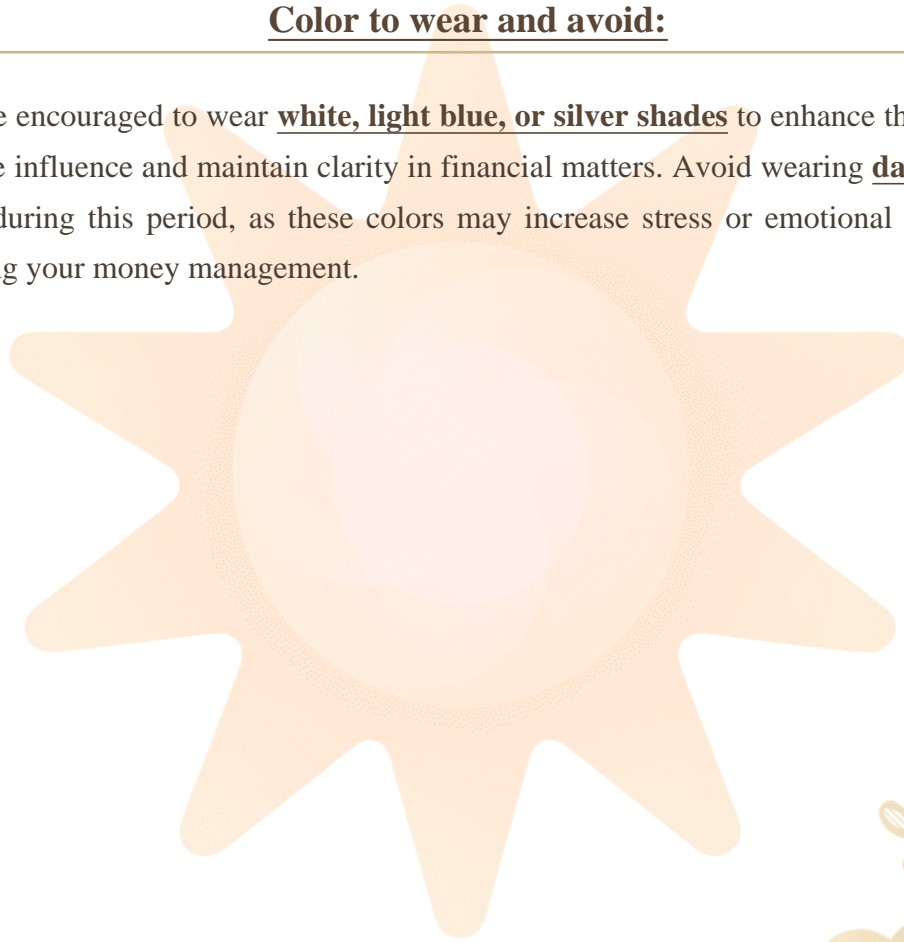 Color to wear and avoid:
e encouraged to wear white, light blue, or silver shades to enhance th
e influence and maintain clarity in financial matters. Avoid wearing da
during this period, as these colors may increase stress or emotional
g your money management.